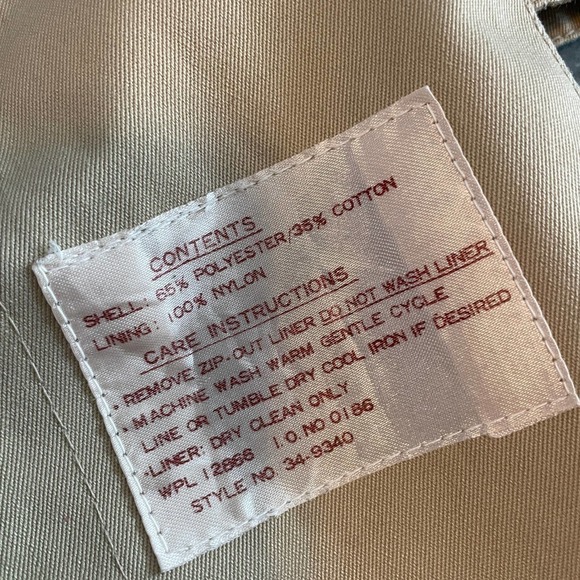 CONTENTS
SHELL: 65% POLYESTER/35% COTTON
LINING: 100% NYLON
CARE INSTRUCTIONS
• REMOVE ZIP-OUT LINER DO NOT WASH LINER
• MACHINE WASH WARM GENTLE CYCLE
LINE OR TUMBLE DRY COOL IRON IF DESIRED
• LINER: DRY CLEAN ONLY
WPL 12866 I O. NO 0186
STYLE NO 34-9340